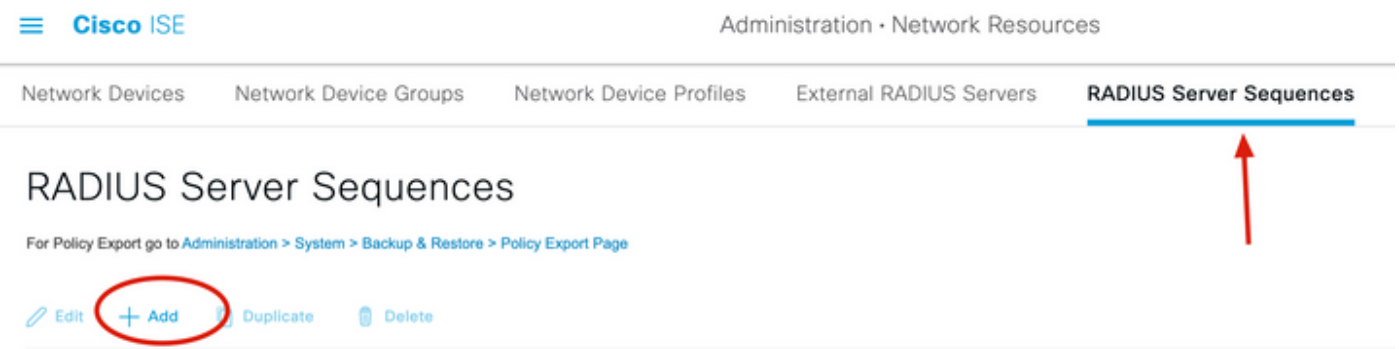 Cisco ISE
Administration · Network Resources
Network Devices
Network Device Groups
Network Device Profiles
External RADIUS Servers
RADIUS Server Sequences
RADIUS Server Sequences
For Policy Export go to Administration > System > Backup & Restore > Policy Export Page
Edit
Add
Duplicate
Delete